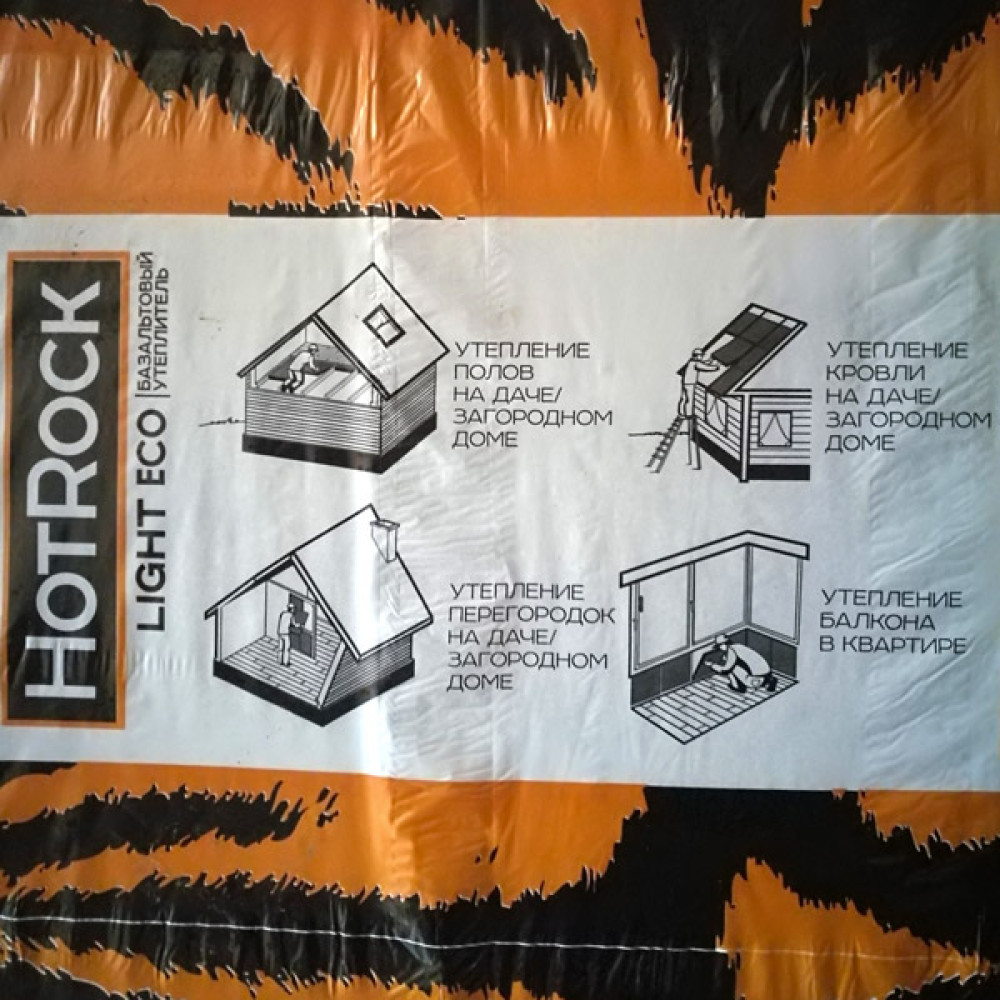 HOTROCK
LIGHT ECO
БАЗАЛЬТОВЫЙ
УТЕПЛИТЕЛЬ
УТЕПЛЕНИЕ
ПОЛОВ
НА ДАЧЕ/
ЗАГОРОДНОМ
ДОМЕ
УТЕПЛЕНИЕ
КРОВЛИ
НА ДАЧЕ/
ЗАГОРОДНОМ
ДОМЕ
УТЕПЛЕНИЕ
ПЕРЕГОРОДОК
НА ДАЧЕ/
ЗАГОРОДНОМ
ДОМЕ
УТЕПЛЕНИЕ
БАЛКОНА
В КВАРТИРЕ